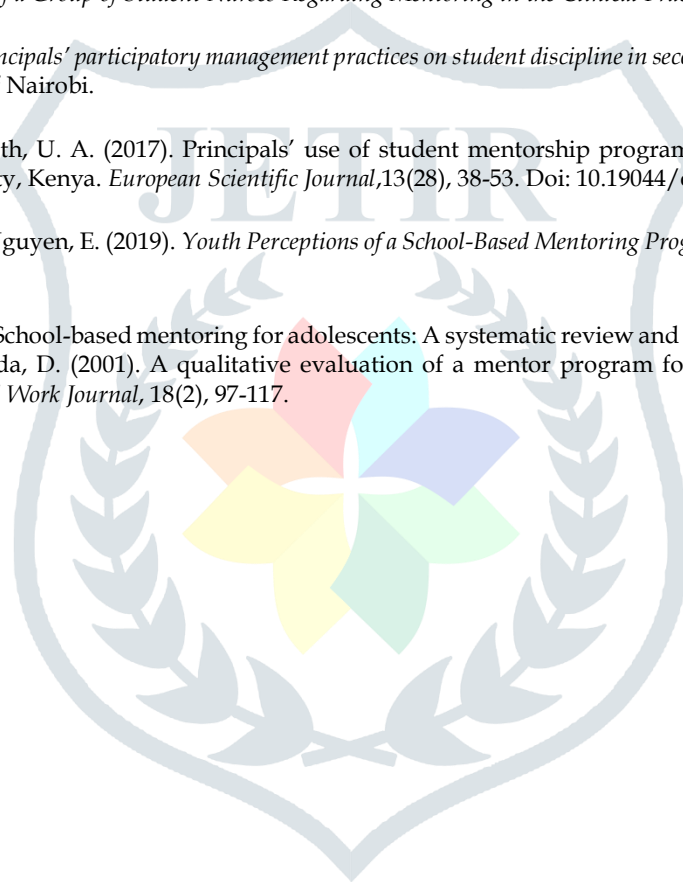 a Group of Student Nurses Regarding Mentoring in the Clinical
ncipals' participatory management practices on student discipline in sec
Nairobi.
JETIR
th, U. A. (2017). Principals' use of student mentorship program
ty, Kenya. European Scientific Journal,13(28), 38-53. Doi: 10.19044/
guyen, E. (2019). Youth Perceptions of a School-Based Mentoring Prog
School-based mentoring for adolescents: A systematic review and
da, D. (2001). A qualitative evaluation of a mentor program fo
Work Journal, 18(2), 97-117.